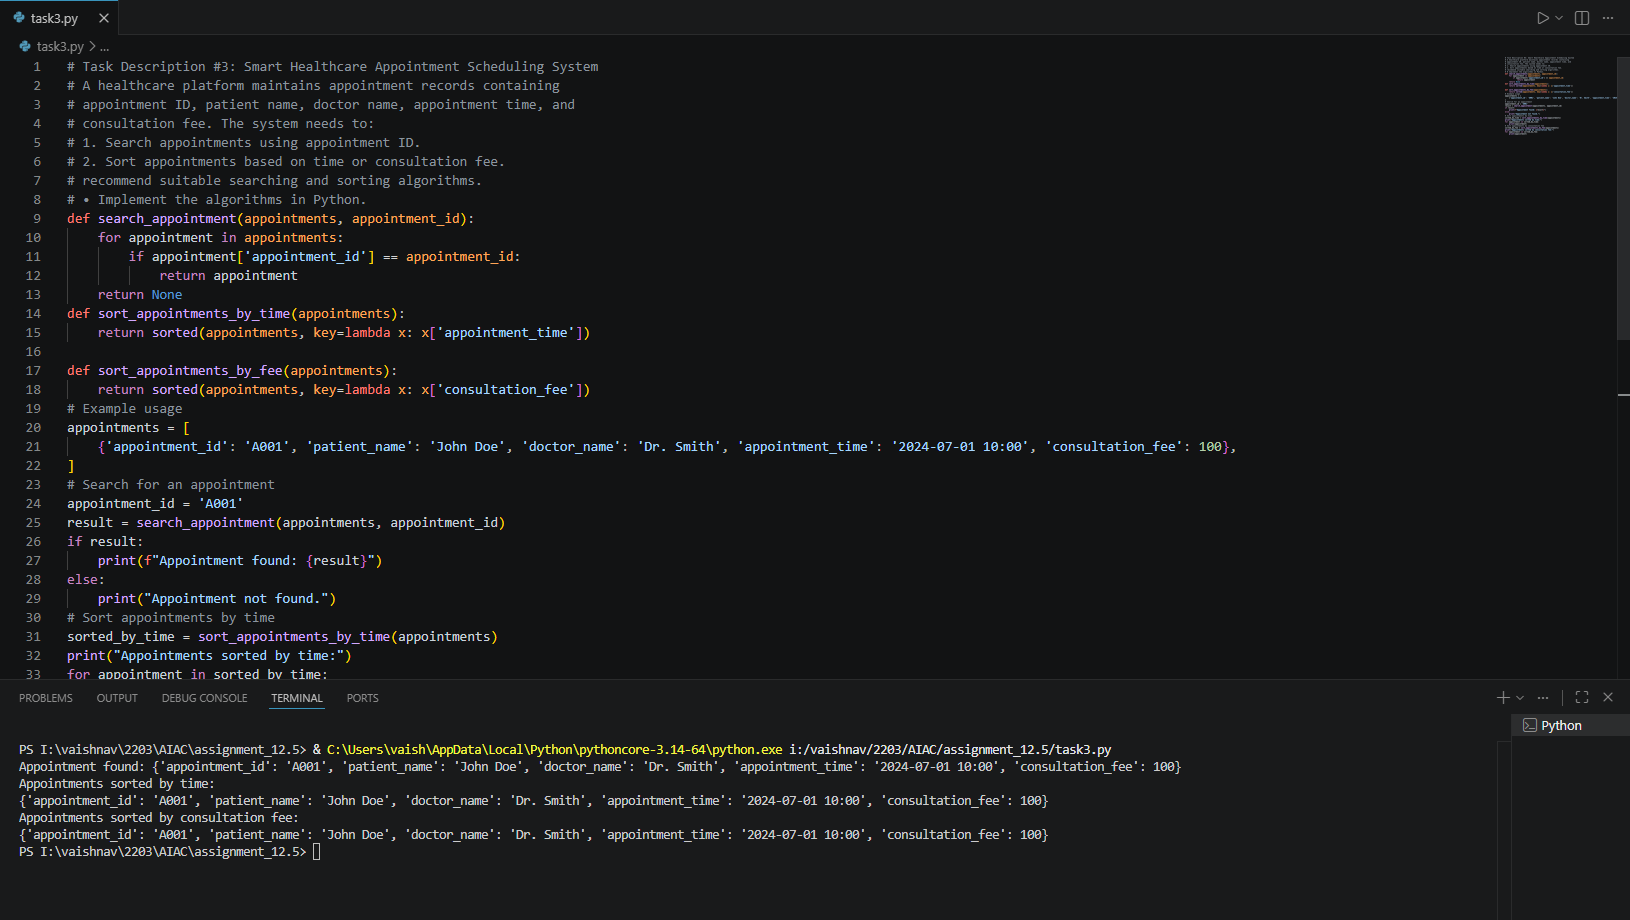 task3.py
task3.py > ...
1 # Task Description #3: Smart Healthcare Appointment Scheduling System
2 # A healthcare platform maintains appointment records containing
3 # appointment ID, patient name, doctor name, appointment time, and
4 # consultation fee. The system needs to:
5 # 1. Search appointments using appointment ID.
6 # 2. Sort appointments based on time or consultation fee.
7 # recommend suitable searching and sorting algorithms.
8 # • Implement the algorithms in Python.
9 def search_appointment(appointments, appointment_id):
10     for appointment in appointments:
11         if appointment['appointment_id'] == appointment_id:
12             return appointment
13     return None
14 def sort_appointments_by_time(appointments):
15     return sorted(appointments, key=lambda x: x['appointment_time'])
16
17 def sort_appointments_by_fee(appointments):
18     return sorted(appointments, key=lambda x: x['consultation_fee'])
19 # Example usage
20 appointments = [
21     {'appointment_id': 'A001', 'patient_name': 'John Doe', 'doctor_name': 'Dr. Smith', 'appointment_time': '2024-07-01 10:00', 'consultation_fee': 100},
22 ]
23 # Search for an appointment
24 appointment_id = 'A001'
25 result = search_appointment(appointments, appointment_id)
26 if result:
27     print(f"Appointment found: {result}")
28 else:
29     print("Appointment not found.")
30 # Sort appointments by time
31 sorted_by_time = sort_appointments_by_time(appointments)
32 print("Appointments sorted by time:")
33 for appointment in sorted_by_time:
PROBLEMS OUTPUT DEBUG CONSOLE TERMINAL PORTS
Python
PS I:\vaishnav\2203\AIAC\assignment_12.5> & C:\Users\vaish\AppData\Local\Python\pythoncore-3.14-64\python.exe i:/vaishnav/2203/AIAC/assignment_12.5/task3.py
Appointment found: {'appointment_id': 'A001', 'patient_name': 'John Doe', 'doctor_name': 'Dr. Smith', 'appointment_time': '2024-07-01 10:00', 'consultation_fee': 100}
Appointments sorted by time:
{'appointment_id': 'A001', 'patient_name': 'John Doe', 'doctor_name': 'Dr. Smith', 'appointment_time': '2024-07-01 10:00', 'consultation_fee': 100}
Appointments sorted by consultation fee:
{'appointment_id': 'A001', 'patient_name': 'John Doe', 'doctor_name': 'Dr. Smith', 'appointment_time': '2024-07-01 10:00', 'consultation_fee': 100}
PS I:\vaishnav\2203\AIAC\assignment_12.5>